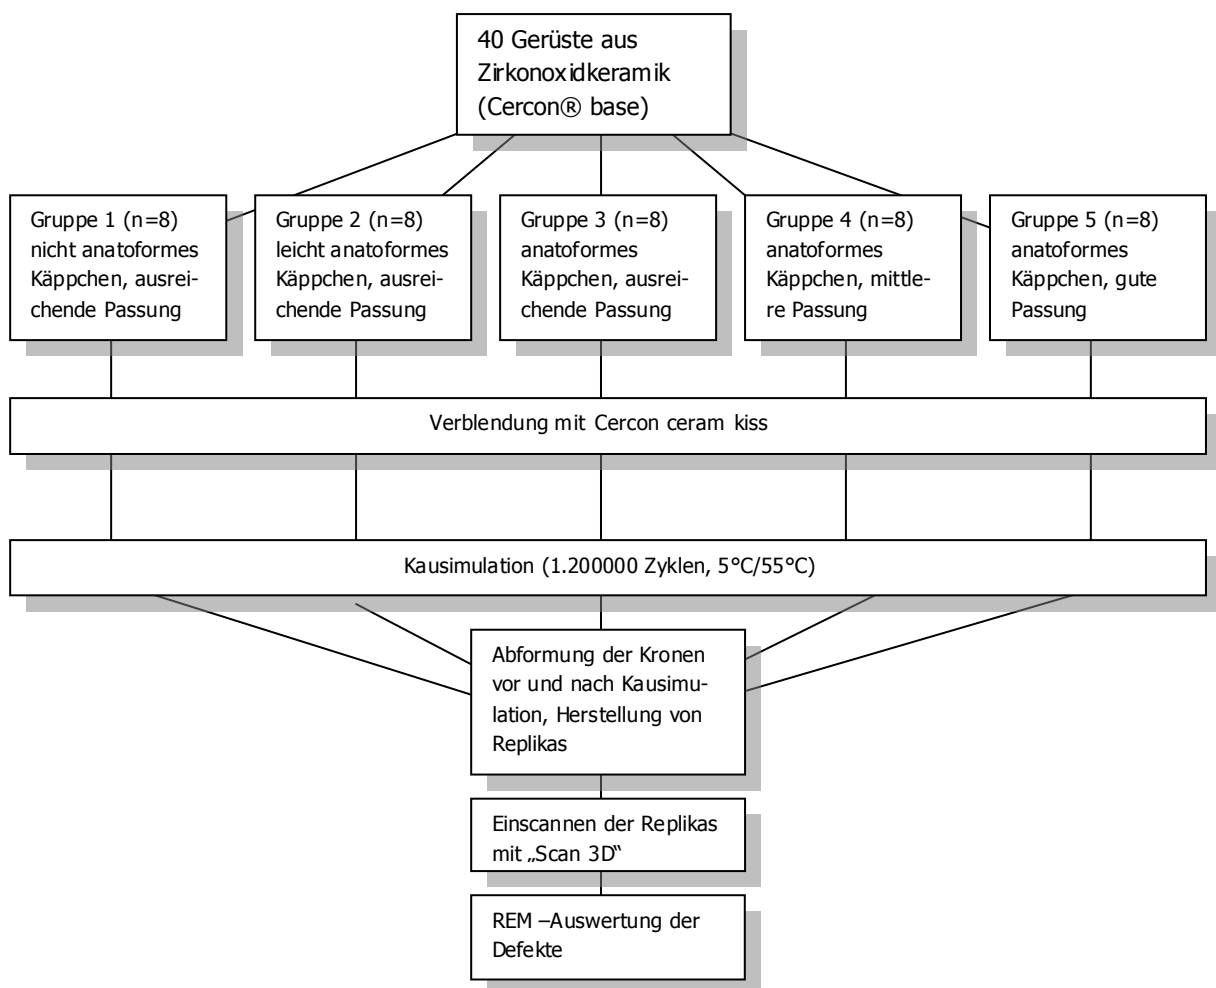 40 Gerüste aus
Zirkonoxidkeramik
(Cercon® base)
Gruppe 1 (n=8)
nicht anatoformes
Käppchen, ausrei-
chende Passung
Gruppe 2 (n=8)
leicht anatoformes
Käppchen, ausrei-
chende Passung
Gruppe 3 (n=8)
anatoformes
Käppchen, ausrei-
chende Passung
Gruppe 4 (n=8)
anatoformes
Käppchen, mittle-
re Passung
Gruppe 5 (n=8)
anatoformes
Käppchen, gute
Passung
Verblendung mit Cercon ceram kiss
Kausimulation (1.200000 Zyklen, 5°C/55°C)
Abformung der Kronen
vor und nach Kausimu-
lation, Herstellung von
Replikas
Einscannen der Replikas
mit „Scan 3D“
REM –Auswertung der
Defekte